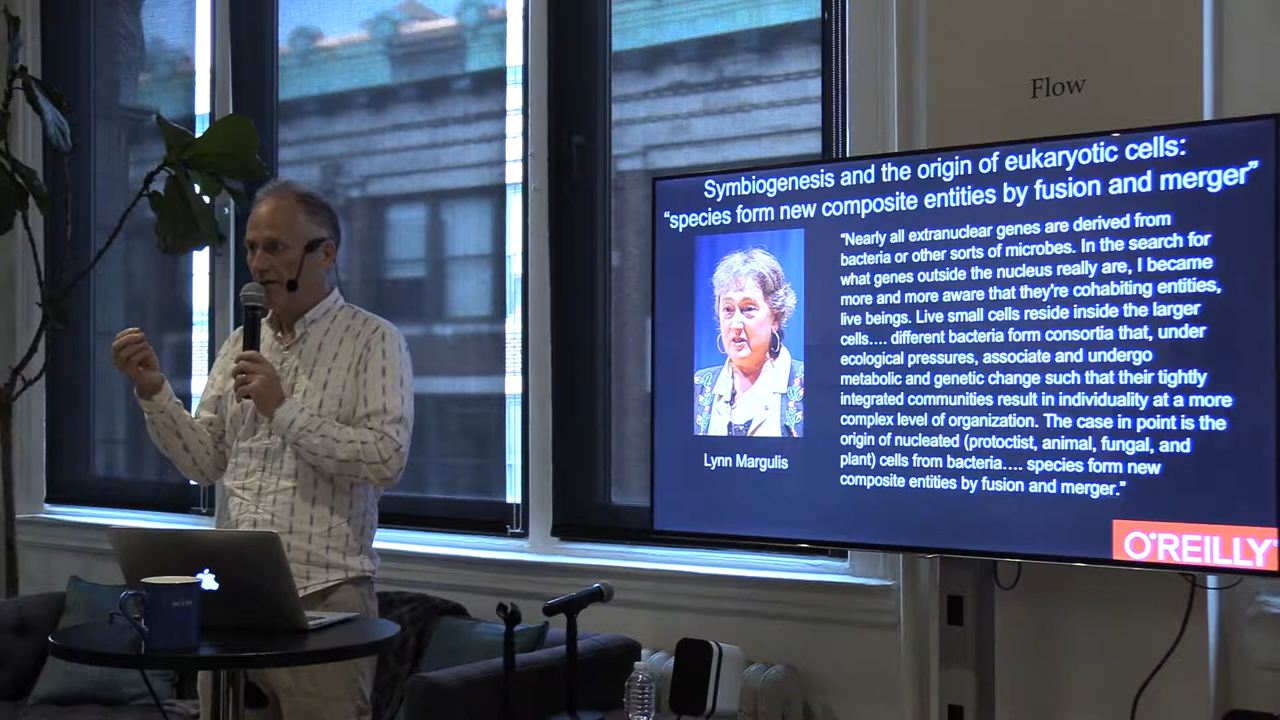 Flow
Symbiogenesis and the origin of eukaryotic cells:
“species form new composite entities by fusion and merger”
“Nearly all extranuclear genes are derived from
bacteria or other sorts of microbes. In the search for
what genes outside the nucleus really are, I became
more and more aware that they're cohabiting entities,
live beings. Live small cells reside inside the larger
cells.... different bacteria form consortia that, under
ecological pressures, associate and undergo
metabolic and genetic change such that their tightly
integrated communities result in individuality at a more
complex level of organization. The case in point is the
origin of nucleated (protoctist, animal, fungal, and
plant) cells from bacteria.... species form new
composite entities by fusion and merger.”
Lynn Margulis
O'REILLY